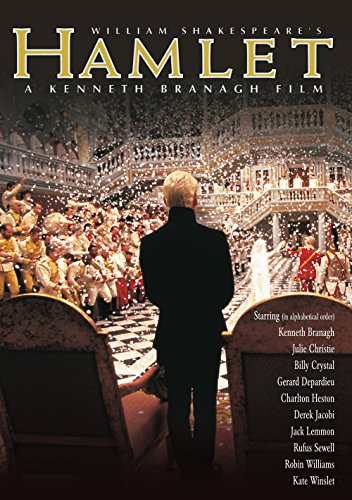 WILLIAM SHAKESPEARE'S
HAMLET
A KENNETH BRANAGH FILM
Starring (in alphabetical order)
Kenneth Branagh
Julie Christie
Billy Crystal
Gerard Depardieu
Charlton Heston
Derek Jacobi
Jack Lemmon
Rufus Sewell
Robin Williams
Kate Winslet